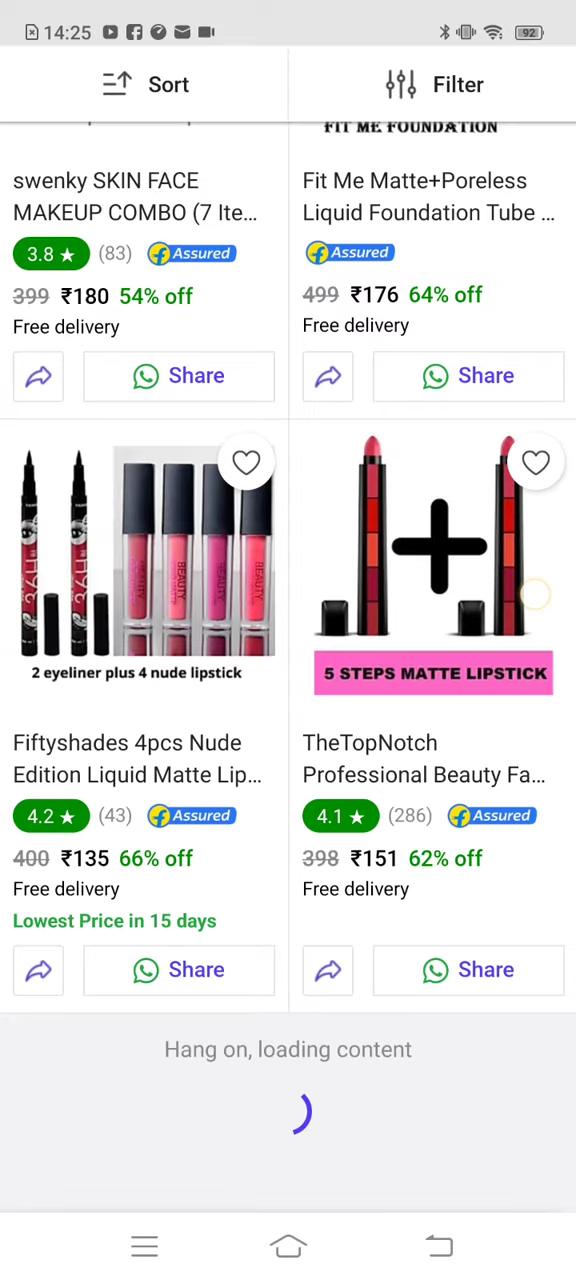 14:25
92
Sort
Filter
FIT ME FOUNDATION
swenky SKIN FACE
MAKEUP COMBO (7 Ite...
3.8 ★ (83) Assured
399 ₹180 54% off
Free delivery
Share
Fit Me Matte+Poreless
Liquid Foundation Tube ...
Assured
499 ₹176 64% off
Free delivery
Share
BEAUTY
BEAUTY
2 eyeliner plus 4 nude lipstick
Fiftyshades 4pcs Nude
Edition Liquid Matte Lip...
4.2 ★ (43) Assured
400 ₹135 66% off
Free delivery
Lowest Price in 15 days
Share
5 STEPS MATTE LIPSTICK
TheTopNotch
Professional Beauty Fa...
4.1 ★ (286) Assured
398 ₹151 62% off
Free delivery
Share
Hang on, loading content